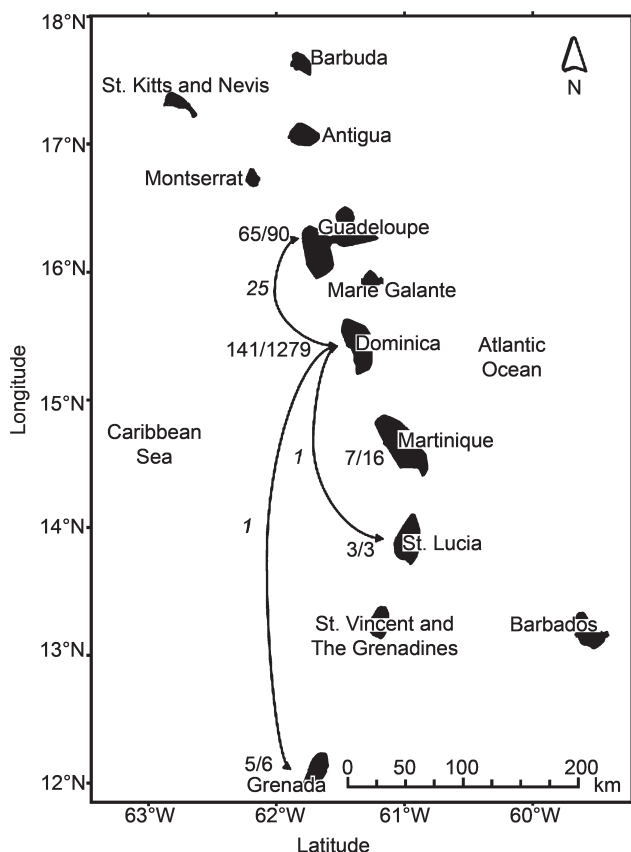 18°N
Barbuda
St. Kitts and Nevis
N
17°N
Antigua
Montserrat
65/90
Guadeloupe
16°N
25
Marie Galante
141/1279
Dominica
Atlantic
Ocean
Longitude
15°N
Caribbean
Sea
1
7/16
Martinique
14°N
1
3/3
St. Lucia
13°N
St. Vincent and
The Grenadines
Barbados
12°N
5/6
Grenada
0 50 100 200
km
63°W 62°W 61°W 60°W
Latitude